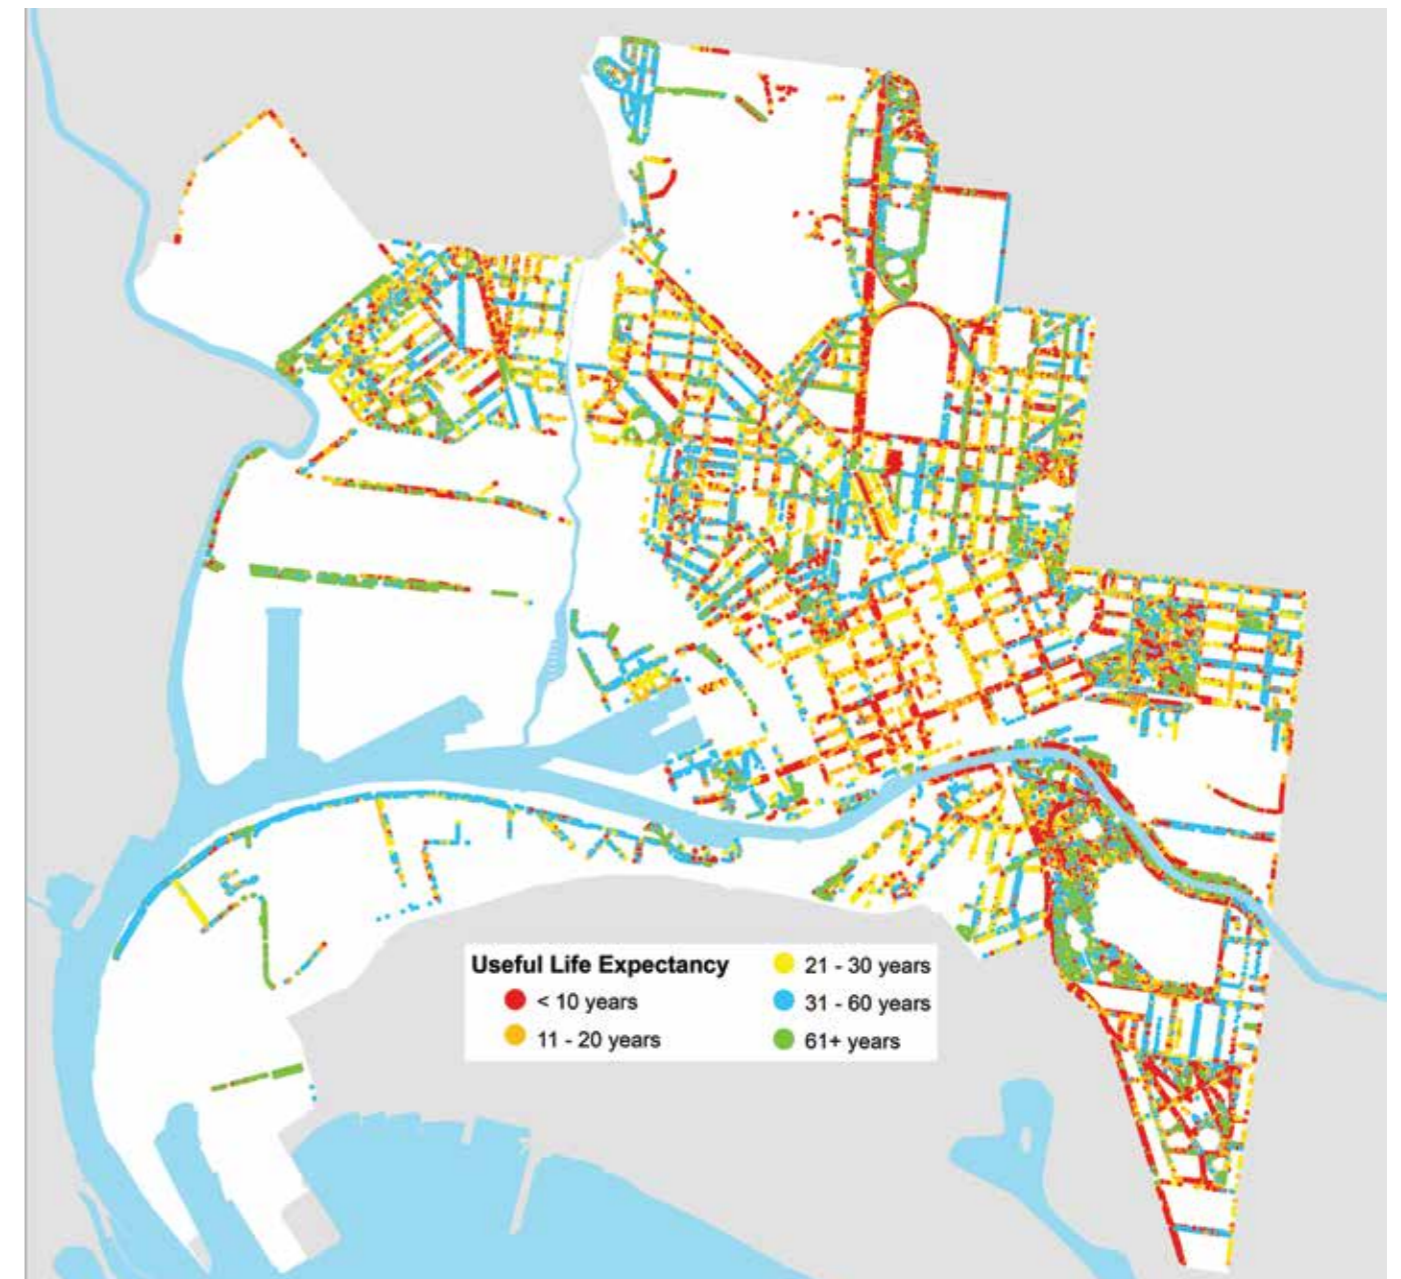 Useful Life Expectancy
< 10 years
11 - 20 years
21 - 30 years
31 - 60 years
61+ years